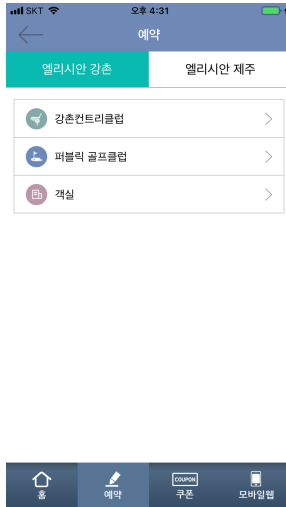 SKT 오후 4:31
예약
엘리시안 강촌 엘리시안 제주
강촌컨트리클럽
퍼블릭 골프클럽
객실
COUPON
홈 예약 쿠폰 모바일웹